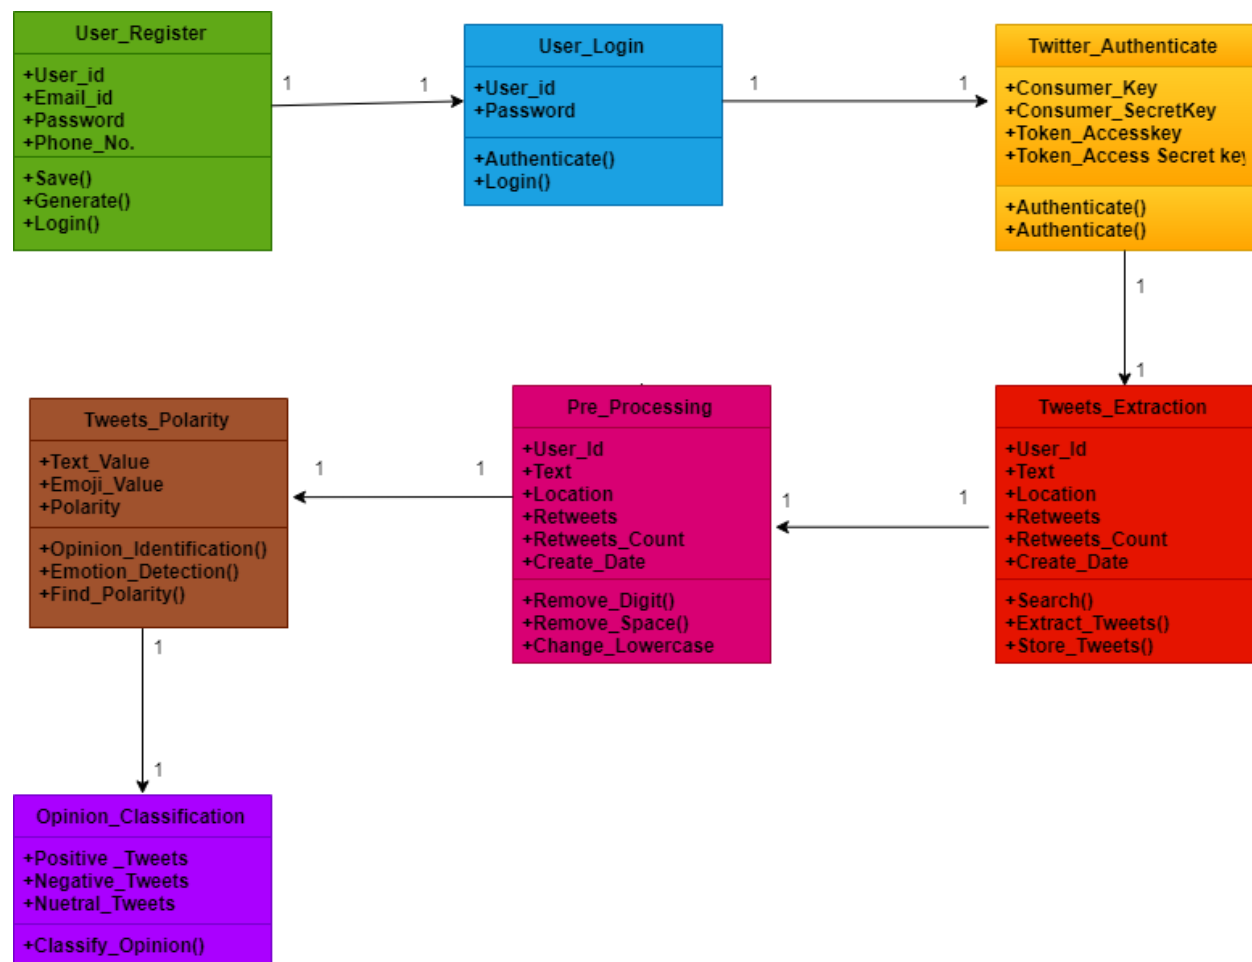 User_Register
+User_id
+Email_id
+Password
+Phone_No.
+Save()
+Generate()
+Login()
1
1
User_Login
+User_id
+Password
+Authenticate()
+Login()
1
1
Twitter_Authenticate
+Consumer_Key
+Consumer_SecretKey
+Token_Accesskey
+Token_Access Secret key
+Authenticate()
+Authenticate()
1
1
Tweets_Extraction
+User_Id
+Text
+Location
+Retweets
+Retweets_Count
+Create_Date
+Search()
+Extract_Tweets()
+Store_Tweets()
1
1
Pre_Processing
+User_Id
+Text
+Location
+Retweets
+Retweets_Count
+Create_Date
+Remove_Digit()
+Remove_Space()
+Change_Lowercase
1
1
Tweets_Polarity
+Text_Value
+Emoji_Value
+Polarity
+Opinion_Identification()
+Emotion_Detection()
+Find_Polarity()
1
1
Opinion_Classification
+Positive _Tweets
+Negative_Tweets
+Nuetral_Tweets
+Classify_Opinion()